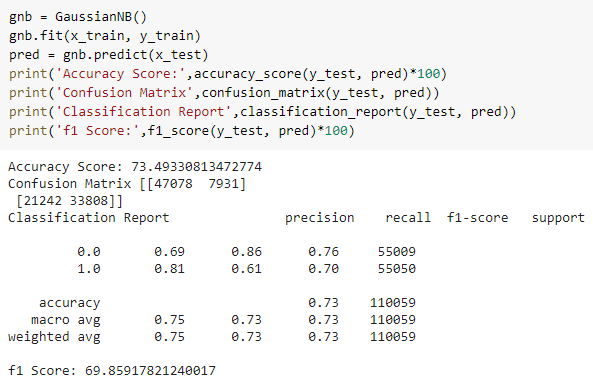 gnb = GaussianNB()
gnb.fit(x_train, y_train)
pred = gnb.predict(x_test)
print('Accuracy Score:',accuracy_score(y_test, pred)*100)
print('Confusion Matrix',confusion_matrix(y_test, pred))
print('Classification Report',classification_report(y_test, pred))
print('f1 Score:',f1_score(y_test, pred)*100)
Accuracy Score: 73.49330813472774
Confusion Matrix [[47078  7931]
 [21242 33808]]
Classification Report               precision    recall  f1-score   support
         0.0       0.69      0.86      0.76     55009
         1.0       0.81      0.61      0.70     55050
    accuracy                           0.73    110059
   macro avg       0.75      0.73      0.73    110059
weighted avg       0.75      0.73      0.73    110059
f1 Score: 69.85917821240017